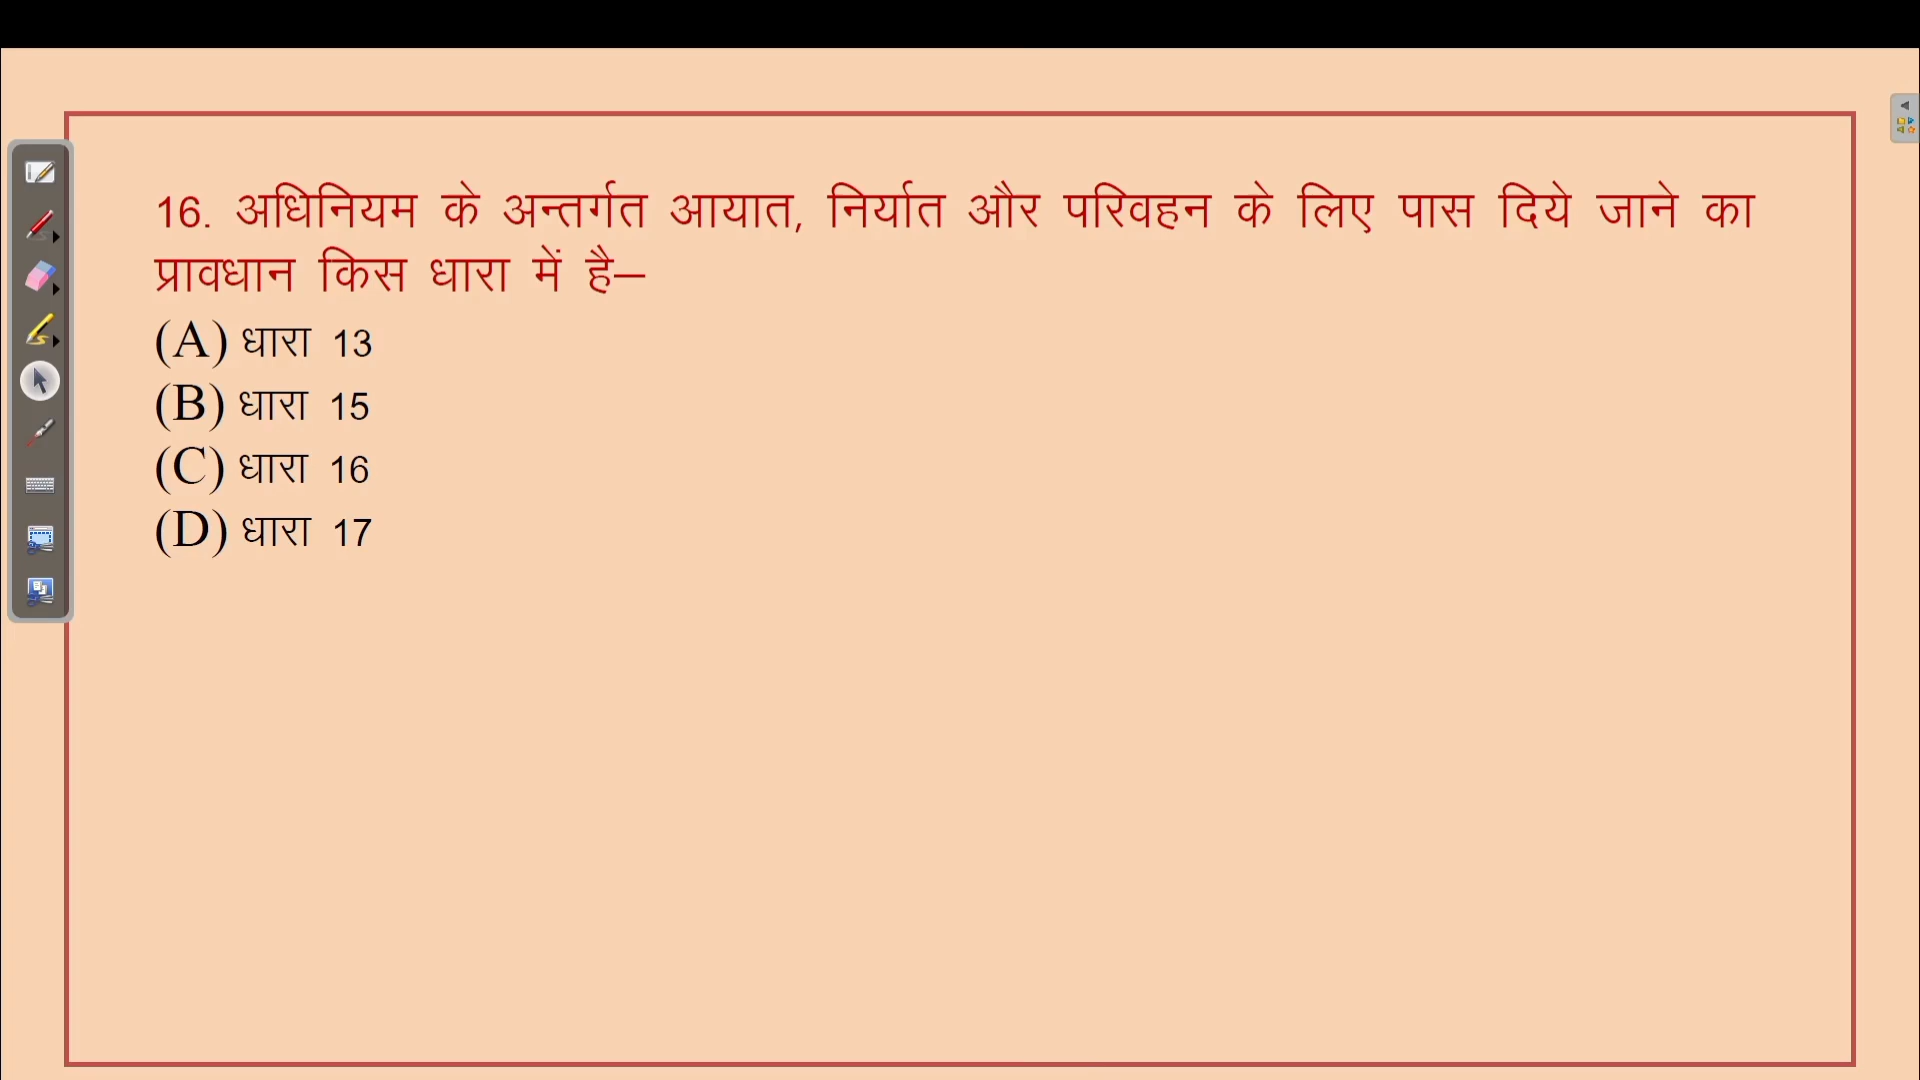 16. अधिनियम के अन्तर्गत आयात, निर्यात और परिवहन के लिए पास दिये जाने का
प्रावधान किस धारा में है–
(A) धारा 13
(B) धारा 15
(C) धारा 16
(D) धारा 17